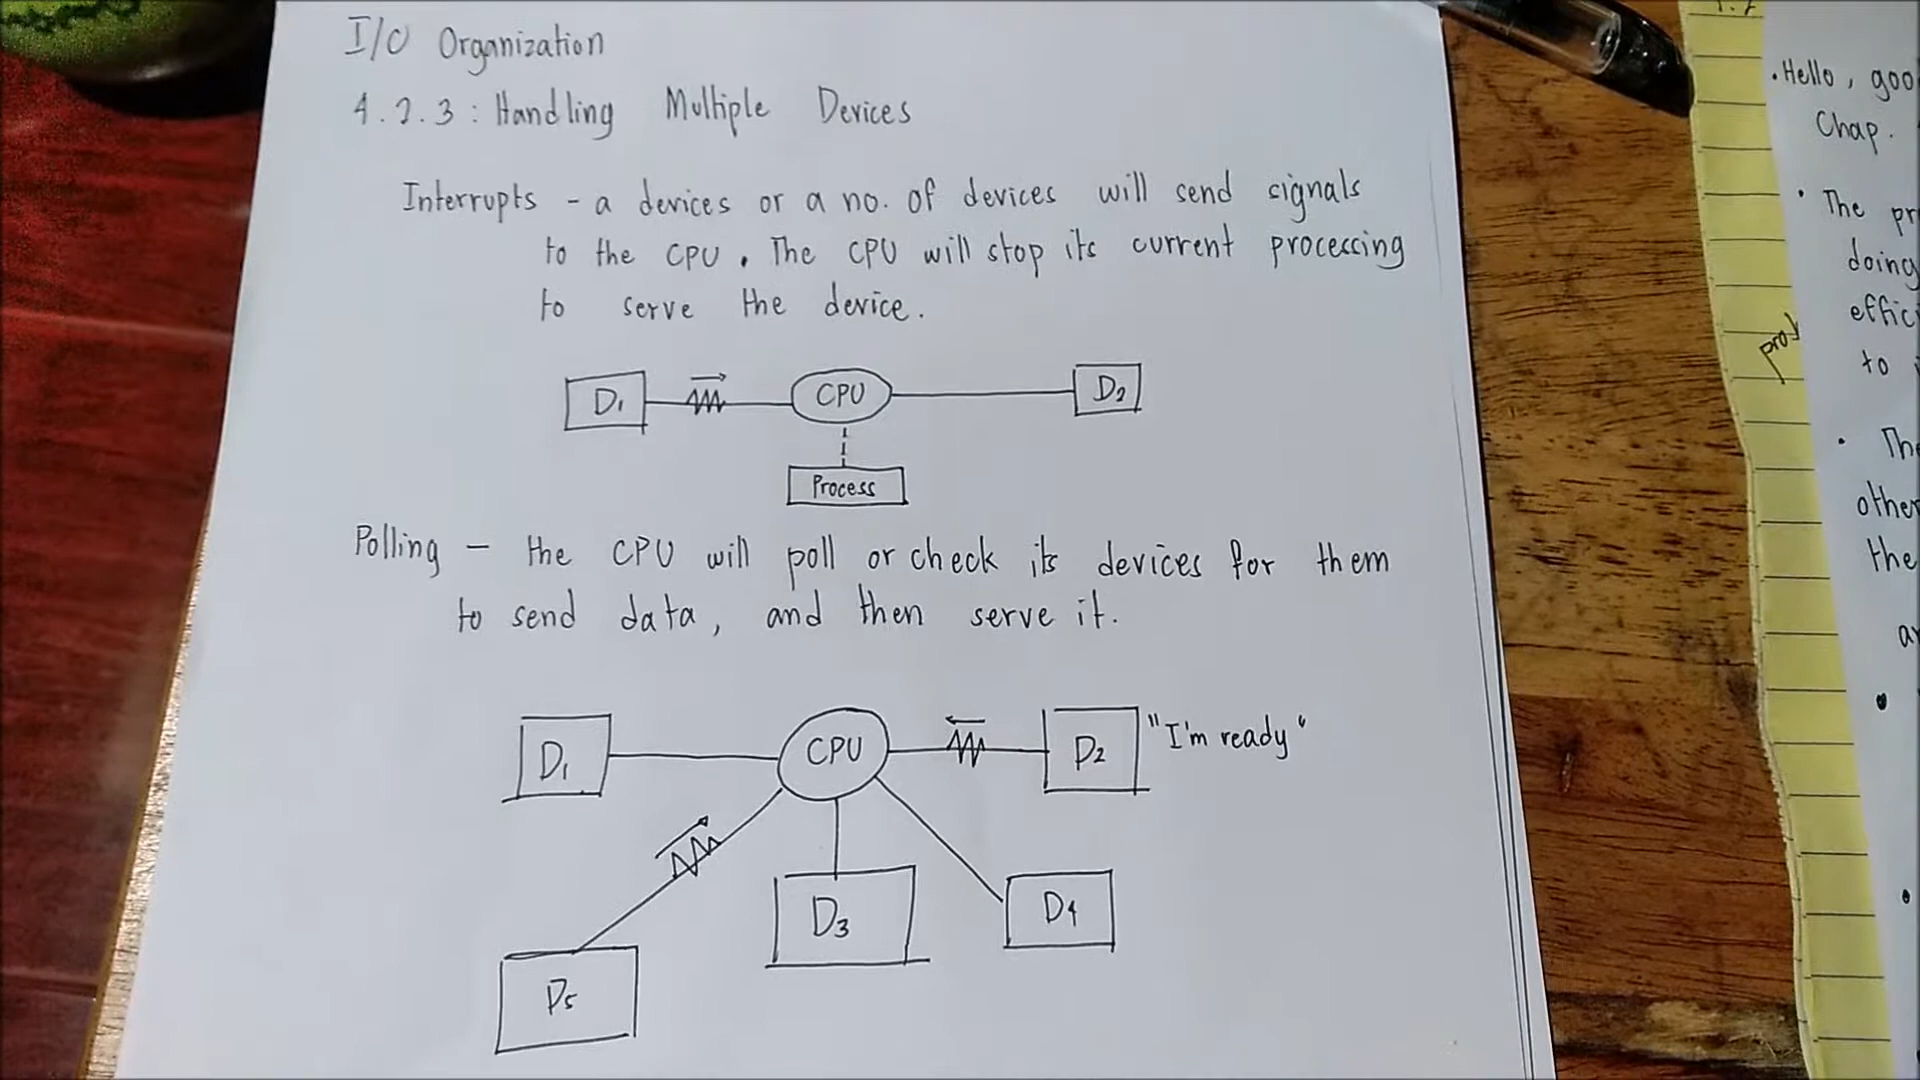 I/O Organization
4.2.3: Handling Multiple Devices
Interrupts - a devices or a no. of devices will send signals
to the CPU. The CPU will stop its current processing
to serve the device.
D1
CPU
D2
Process
Polling - the CPU will poll or check its devices for them
to send data, and then serve it.
D1
CPU
D2
"I'm ready"
D3
D4
D5
.Hello, goo
Chap.
. The pr
doing
effic
to
. Th
other
the